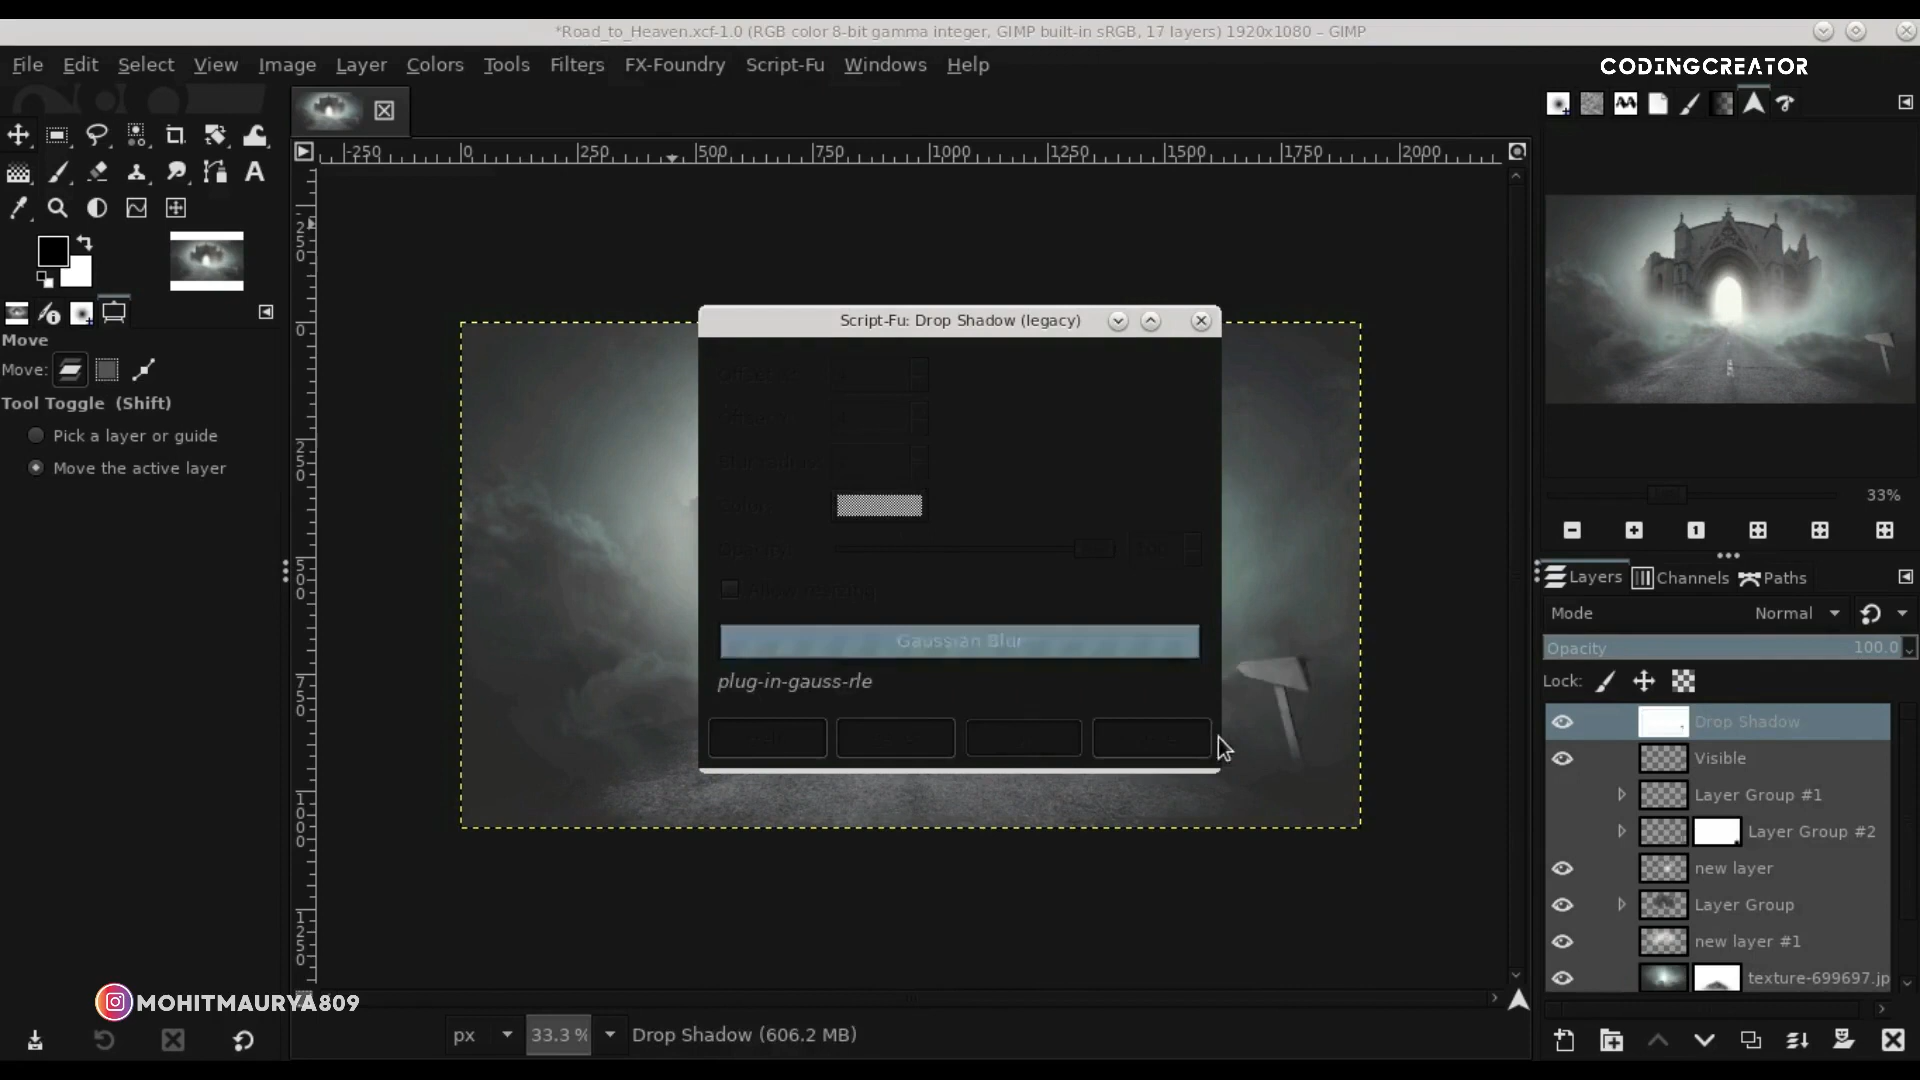 *Road_to_Heaven.xcf-1.0 (RGB color 8-bit gamma integer, GIMP built-in sRGB, 17 layers) 1920x1080 – GIMP
File Edit Select View Image Layer Colors Tools Filters FX-Foundry Script-Fu Windows Help
CODINGCREATOR
-250 0 250 500 750 1000 1250 1500 1750 2000
Script-Fu: Drop Shadow (legacy)
Move
Move:
Tool Toggle (Shift)
Pick a layer or guide
Move the active layer
Color:
Opacity:
Allow resizing
Gaussian Blur
plug-in-gauss-rle
33%
Layers Channels Paths
Mode Normal
Opacity 100.0
Lock:
Drop Shadow
Visible
Layer Group #1
Layer Group #2
new layer
Layer Group
new layer #1
texture-699697.jp
MOHITMAURYA809
px 33.3 % Drop Shadow (606.2 MB)